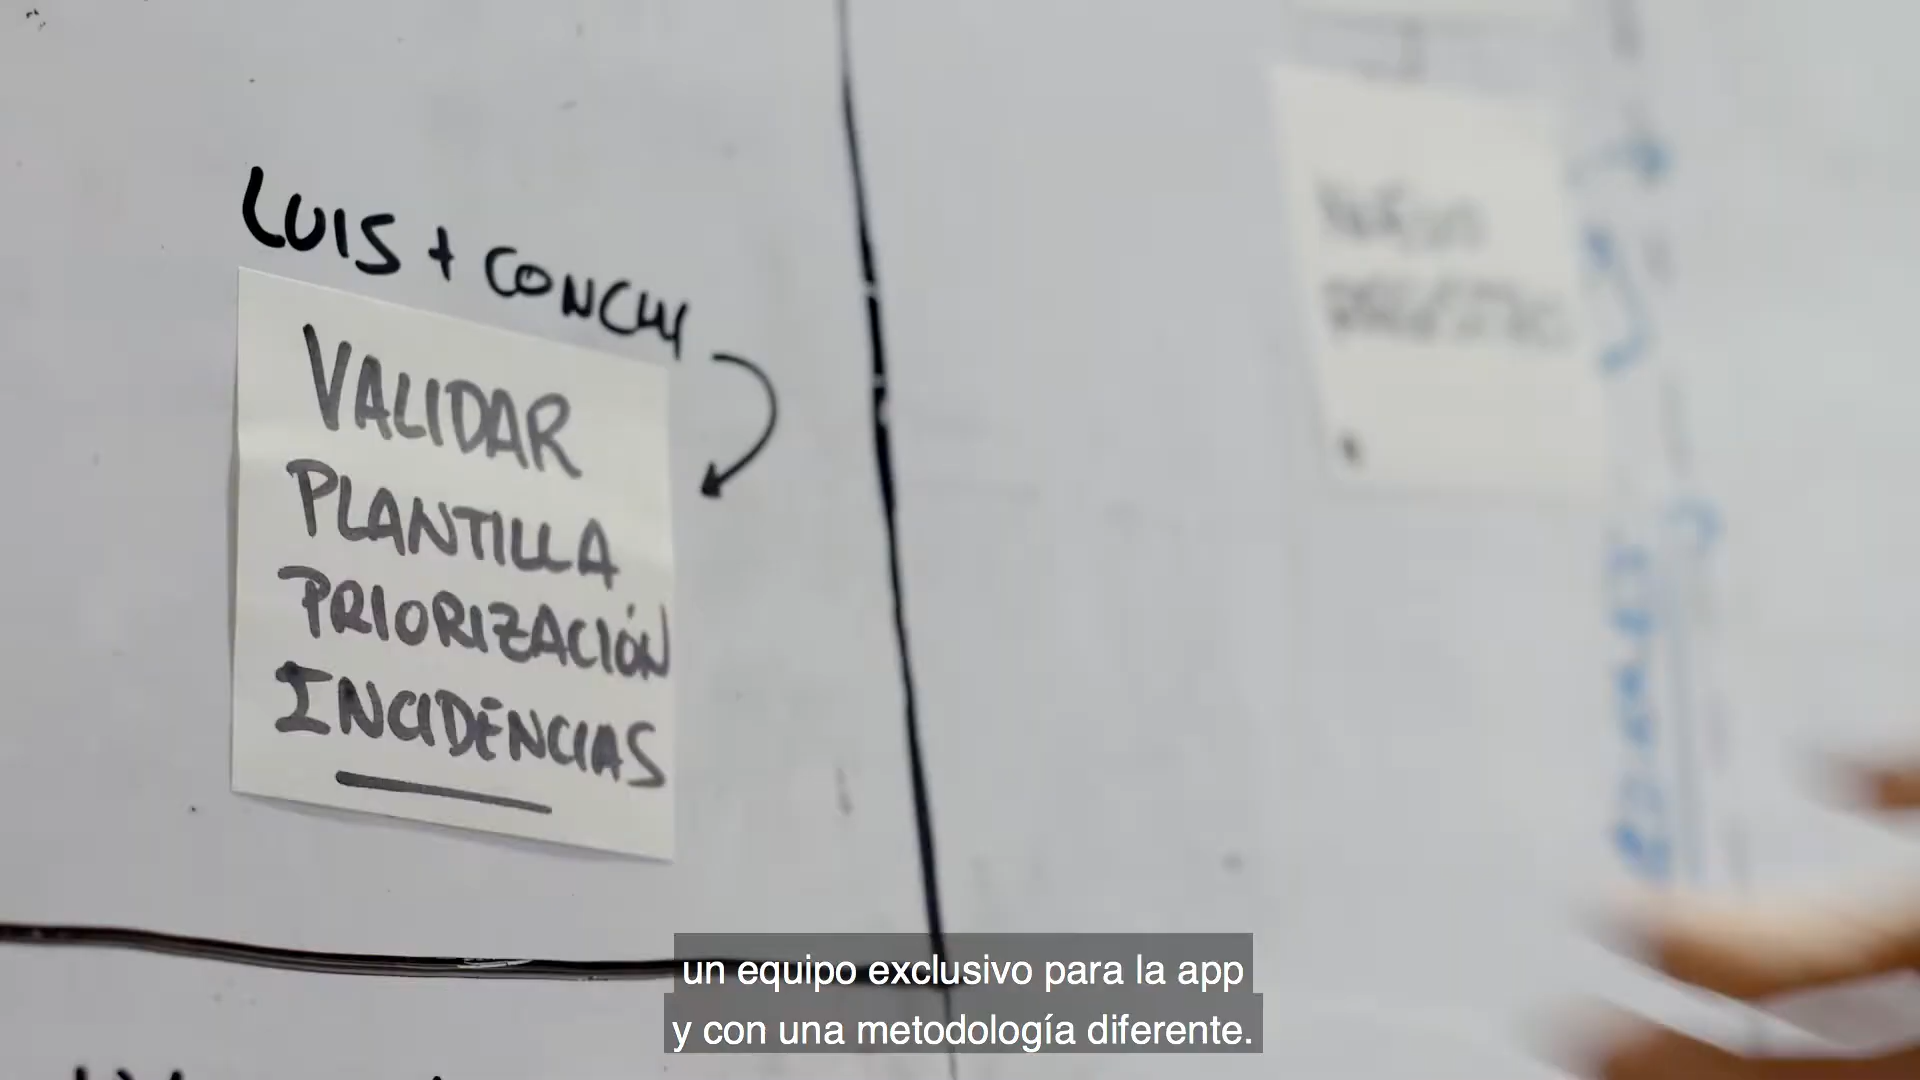 LUIS + CONCHI
VALIDAR
PLANTILLA
PRIORIZACIÓN
INCIDENCIAS
un equipo exclusivo para la app
y con una metodología diferente.